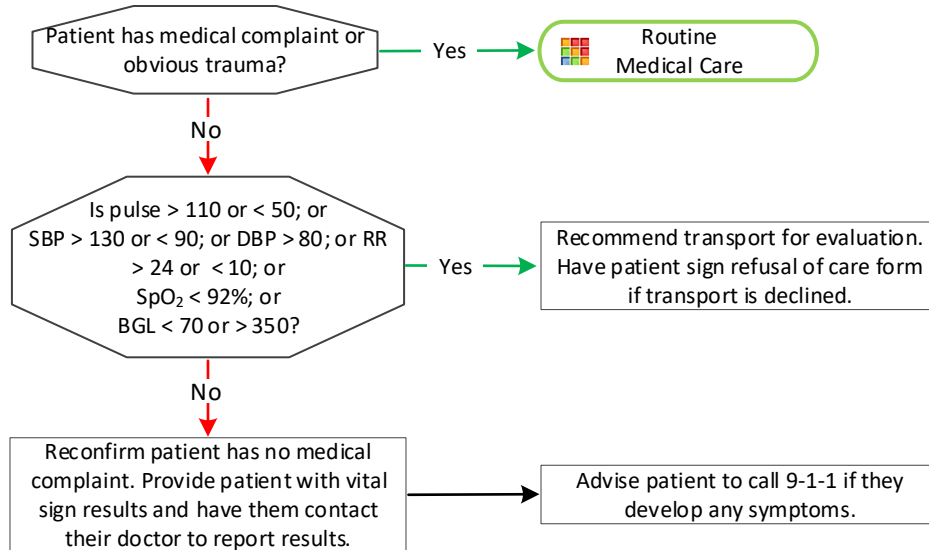 Patient has medical complaint or
obvious trauma?
Yes
Routine
Medical Care
No
Is pulse > 110 or < 50; or
SBP > 130 or < 90; or DBP > 80; or RR
> 24 or < 10; or
SpO₂ < 92%; or
BGL < 70 or > 350?
Yes
Recommend transport for evaluation.
Have patient sign refusal of care form
if transport is declined.
No
Reconfirm patient has no medical
complaint. Provide patient with vital
sign results and have them contact
their doctor to report results.
Advise patient to call 9-1-1 if they
develop any symptoms.